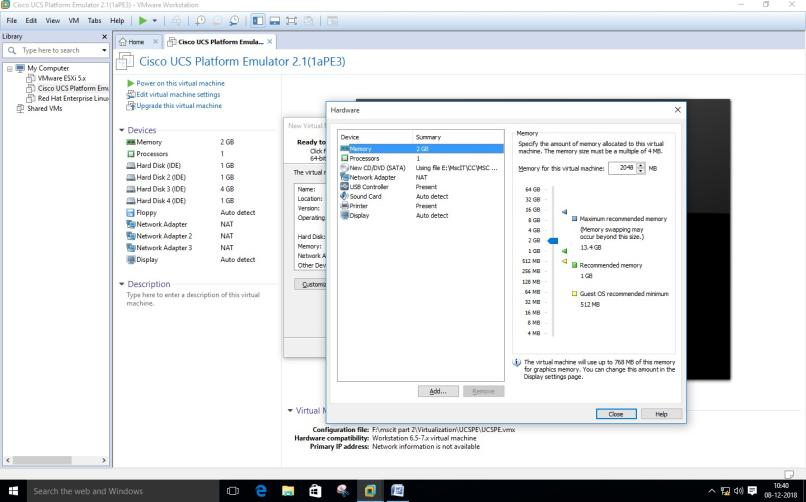 Cisco UCS Platform Emulator 2.1(1aPE3) - VMware Workstation
File Edit View VM Tabs Help
Library
Type here to search
My Computer
VMware ESXi 5.x
Cisco UCS Platform Emu
Red Hat Enterprise Linux
Shared VMs
Home
Cisco UCS Platform Emula...
Cisco UCS Platform Emulator 2.1(1aPE3)
Power on this virtual machine
Edit virtual machine settings
Upgrade this virtual machine
Devices
Memory 2 GB
Processors 1
Hard Disk (IDE) 1 GB
Hard Disk 2 (IDE) 1 GB
Hard Disk 3 (IDE) 4 GB
Hard Disk 4 (IDE) 1 GB
Floppy Auto detect
Network Adapter NAT
Network Adapter 2 NAT
Network Adapter 3 NAT
Display Auto detect
Description
Type here to enter a description of this virtual
machine.
New Virtual
Ready to
Click f
64-bit
The virtual
Name:
Location:
Version:
Operating
Hard Disk:
Memory:
Network A
Other Dev
Customiz
Hardware
Device Summary
Memory 2 GB
Processors 1
New CD/DVD (SATA) Using file E:\MscIT\CC\MSC ...
Network Adapter NAT
USB Controller Present
Sound Card Auto detect
Printer Present
Display Auto detect
Add... Remove
Memory
Specify the amount of memory allocated to this virtual
machine. The memory size must be a multiple of 4 MB.
Memory for this virtual machine: 2048 MB
64 GB
32 GB
16 GB
8 GB
4 GB
2 GB
1 GB
512 MB
256 MB
128 MB
64 MB
32 MB
16 MB
8 MB
4 MB
Maximum recommended memory
(Memory swapping may
occur beyond this size.)
13.4 GB
Recommended memory
1 GB
Guest OS recommended minimum
512 MB
The virtual machine will use up to 768 MB of this memory
for graphics memory. You can change this amount in the
Display settings page.
Close Help
Virtual M
Configuration file: F:\mscit part 2\Virtualization\UCSPE\UCSPE.vmx
Hardware compatibility: Workstation 6.5-7.x virtual machine
Primary IP address: Network information is not available
Search the web and Windows
10:40
08-12-2018